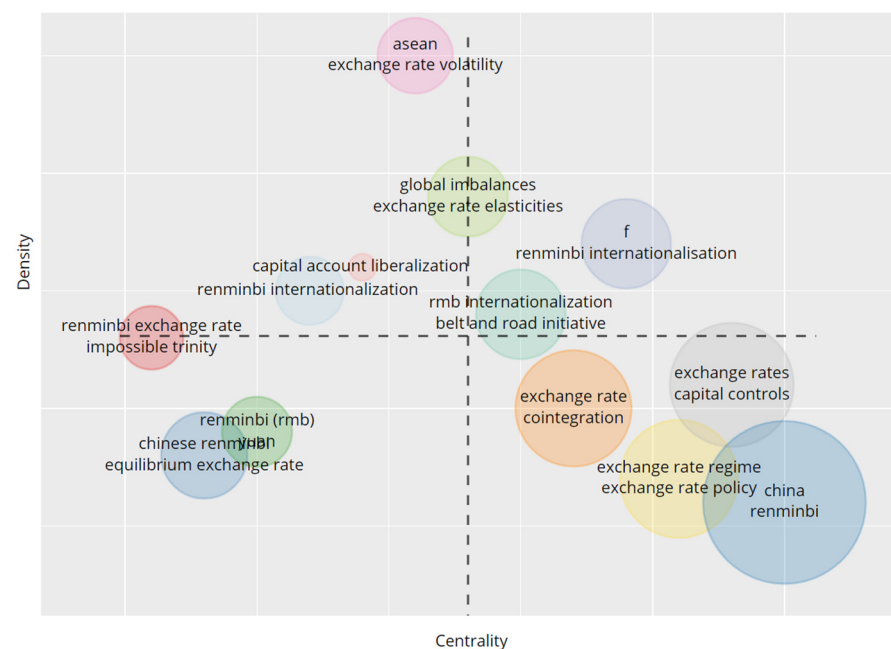 asean
exchange rate volatility
global imbalances
exchange rate elasticities
f
renminbi internationalisation
capital account liberalization
renminbi internationalization
rmb internationalization
belt and road initiative
renminbi exchange rate
impossible trinity
exchange rates
capital controls
exchange rate
cointegration
renminbi (rmb)
yuan
chinese renminbi
equilibrium exchange rate
exchange rate regime
exchange rate policy
china
renminbi
Density
Centrality